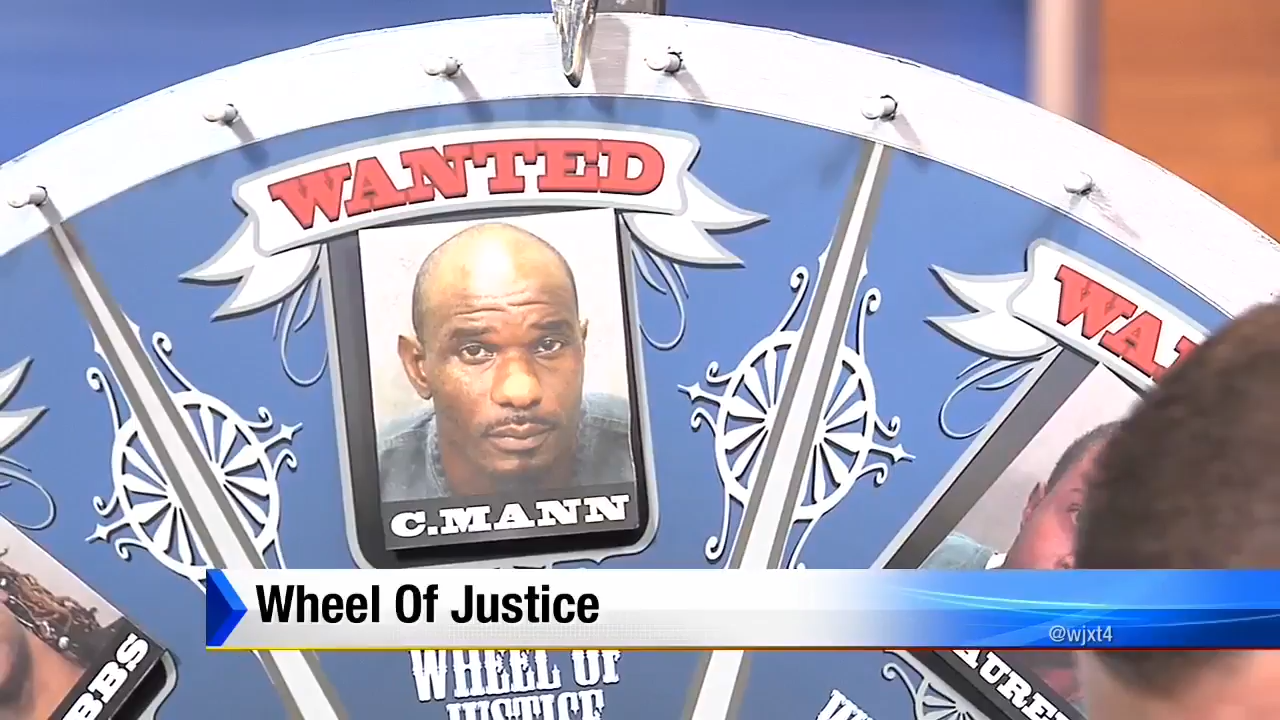 WANTED
C.MANN
Wheel Of Justice
@wjxt4
WHEEL OF
JUSTICE